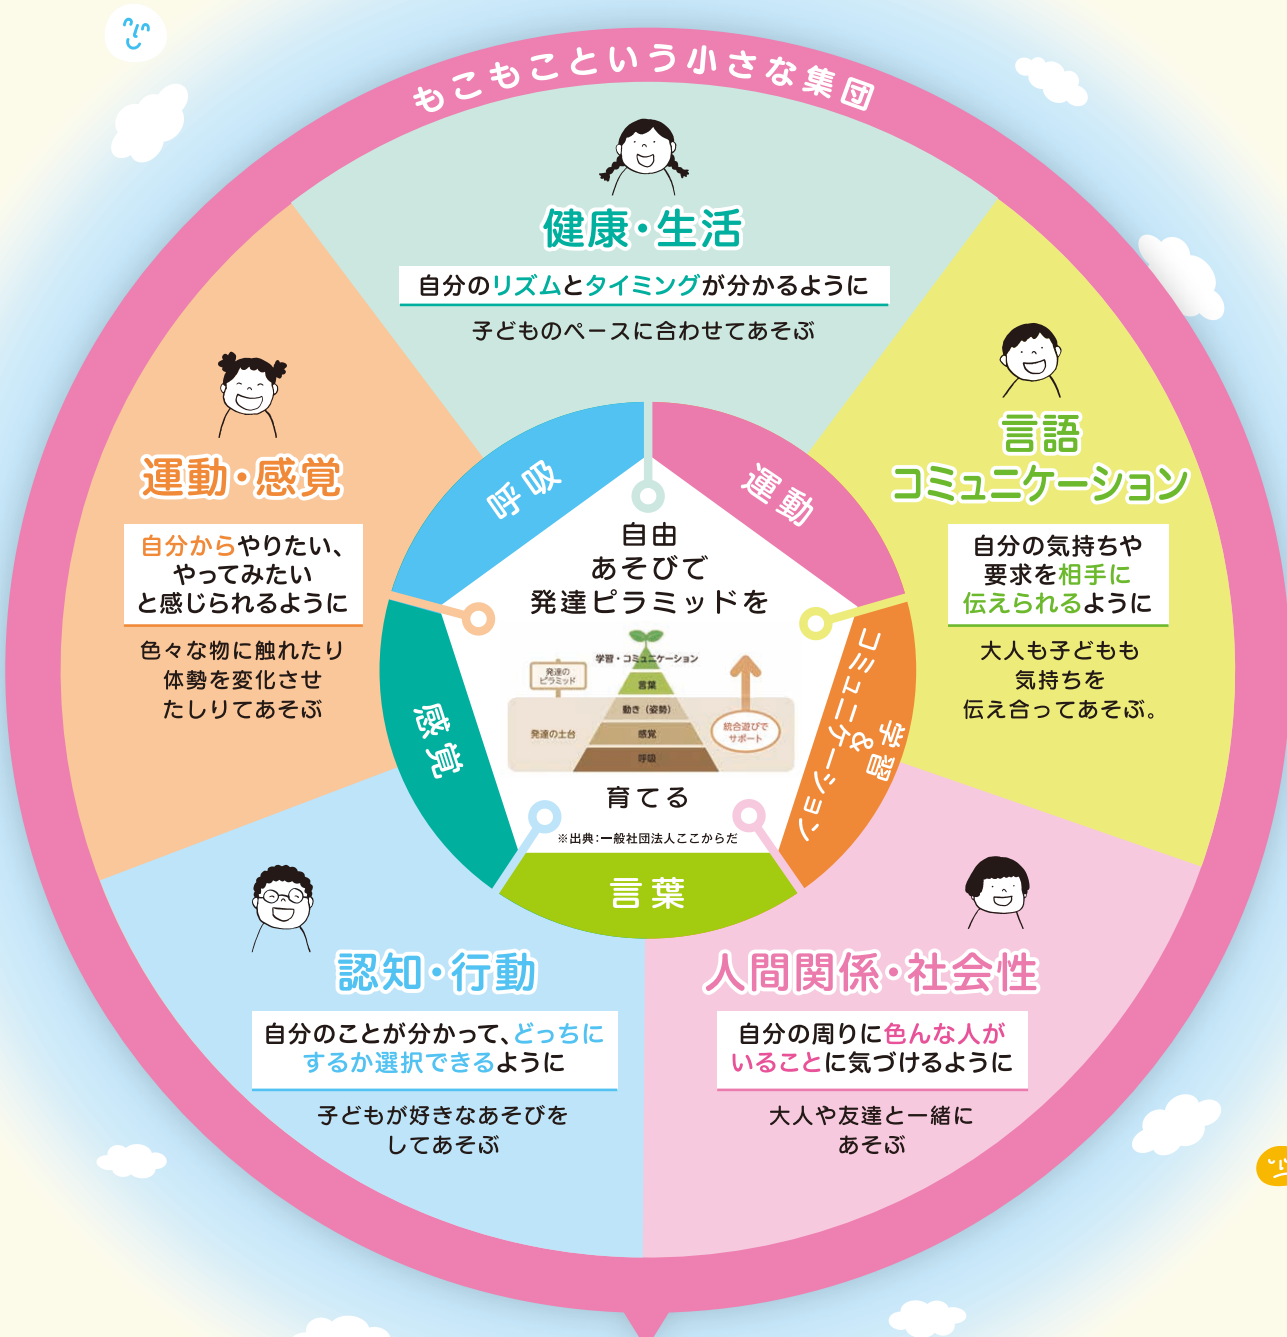 もこもこという小さな集団
健康・生活
自分のリズムとタイミングが分かるように
子どものペースに合わせてあそぶ
言語
コミュニケーション
自分の気持ちや
要求を相手に
伝えられるように
大人も子どもも
気持ちを
伝え合ってあそぶ。
運動・感覚
自分からやりたい、
やってみたい
と感じられるように
色々な物に触れたり
体勢を変化させ
たしりてあそぶ
呼吸
運動
学習&
コミュニケーション
言葉
感覚
自由
あそびで
発達ピラミッドを
学習・コミュニケーション
発達の
ピラミッド
言葉
動き（姿勢）
発達の土台
感覚
統合遊びで
サポート
呼吸
育てる
※出典：一般社団法人ここからだ
認知・行動
自分のことが分かって、どっちに
するか選択できるように
子どもが好きなあそびを
してあそぶ
人間関係・社会性
自分の周りに色んな人が
いることに気づけるように
大人や友達と一緒に
あそぶ